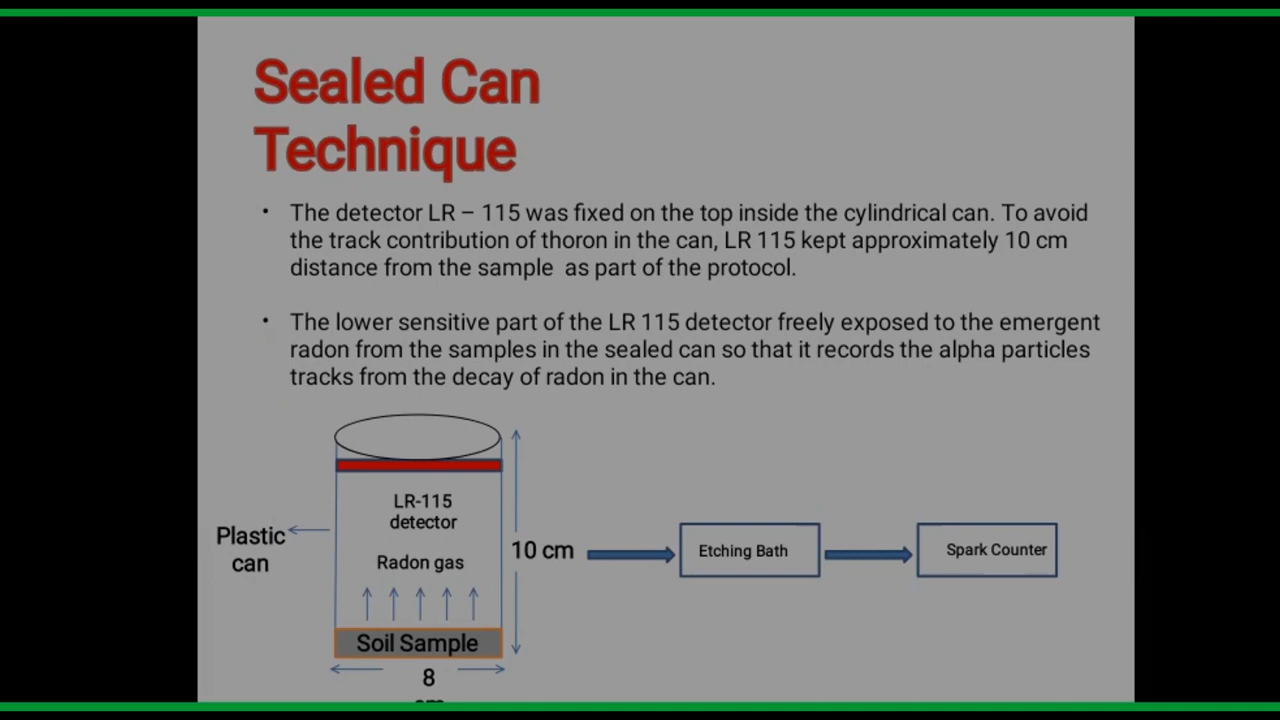 Sealed Can
Technique
• The detector LR – 115 was fixed on the top inside the cylindrical can. To avoid
the track contribution of thoron in the can, LR 115 kept approximately 10 cm
distance from the sample as part of the protocol.
• The lower sensitive part of the LR 115 detector freely exposed to the emergent
radon from the samples in the sealed can so that it records the alpha particles
tracks from the decay of radon in the can.
LR-115
detector
Radon gas
Plastic
can
10 cm
Etching Bath
Spark Counter
Soil Sample
8
cm